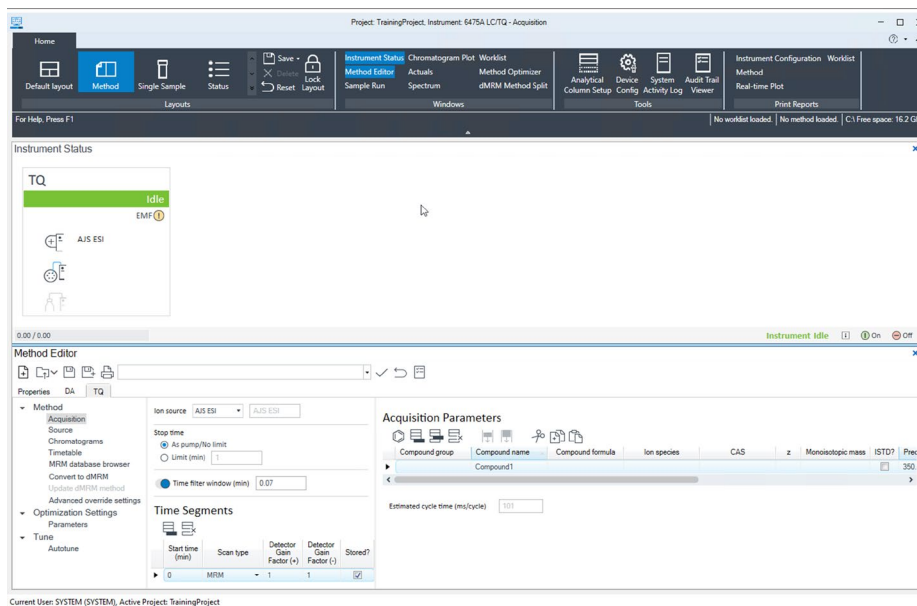 Project: TrainingProject, Instrument: 6475A LC/TQ - Acquisition
Home
Default layout Method Single Sample Status
Save Delete Reset Lock Layout
Layouts
Instrument Status Chromatogram Plot Worklist
Method Editor Actuals Method Optimizer
Sample Run Spectrum dMRM Method Split
Windows
Analytical Column Setup Device Config System Activity Log Audit Trail Viewer
Tools
Instrument Configuration Worklist
Method
Real-time Plot
Print Reports
For Help, Press F1
No worklist loaded. No method loaded. C:\ Free space: 16.2 G
Instrument Status
TQ
Idle
EMF
AJS ESI
0.00 / 0.00
Instrument Idle On Off
Method Editor
Properties DA TQ
Method
Acquisition
Source
Chromatograms
Timetable
MRM database browser
Convert to dMRM
Update dMRM method
Advanced override settings
Optimization Settings
Parameters
Tune
Autotune
Ion source AJS ESI AJS ESI
Stop time
As pump/No limit
Limit (min) 1
Time filter window (min) 0.07
Time Segments
Start time (min) Scan type Detector Gain Factor (+) Detector Gain Factor (-) Stored?
0 MRM 1 1
Acquisition Parameters
Compound group Compound name Compound formula Ion species CAS z Monoisotopic mass ISTD? Prec
Compound1 350.
Estimated cycle time (ms/cycle) 101
Current User: SYSTEM (SYSTEM), Active Project: TrainingProject